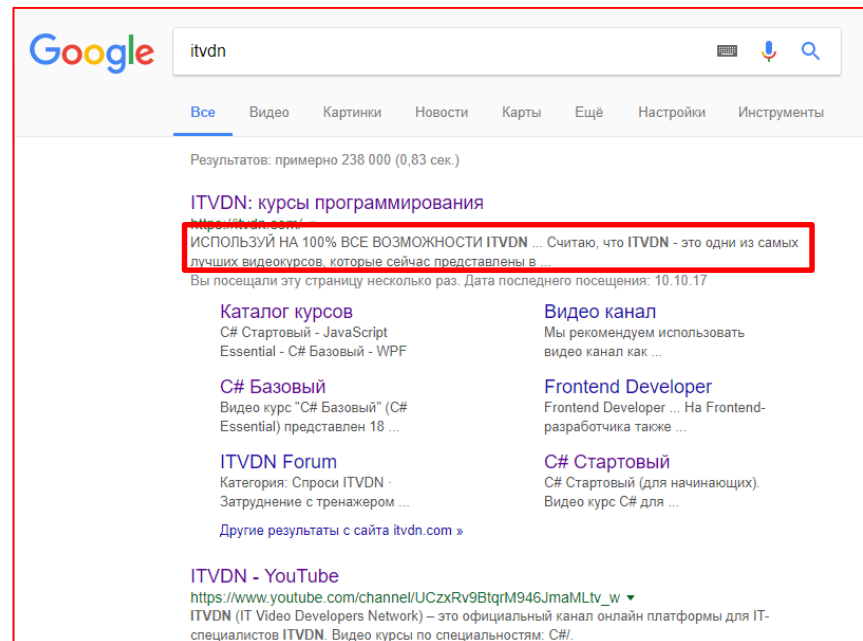 Google
itvdn
Все Видео Картинки Новости Карты Ещё Настройки Инструменты
Результатов: примерно 238 000 (0,83 сек.)
ITVDN: курсы программирования
https://itvdn.com/
ИСПОЛЬЗУЙ НА 100% ВСЕ ВОЗМОЖНОСТИ ITVDN ... Считаю, что ITVDN - это одни из самых
лучших видеокурсов, которые сейчас представлены в ...
Вы посещали эту страницу несколько раз. Дата последнего посещения: 10.10.17
Каталог курсов
C# Стартовый - JavaScript
Essential - C# Базовый - WPF
Видео канал
Мы рекомендуем использовать
видео канал как ...
C# Базовый
Видео курс "C# Базовый" (C#
Essential) представлен 18 ...
Frontend Developer
Frontend Developer ... На Frontend-
разработчика также ...
ITVDN Forum
Категория: Спроси ITVDN ·
Затруднение с тренажером ...
C# Стартовый
C# Стартовый (для начинающих).
Видео курс C# для ...
Другие результаты с сайта itvdn.com »
ITVDN - YouTube
https://www.youtube.com/channel/UCzxRv9BtqrM946JmaMLtv_w
ITVDN (IT Video Developers Network) – это официальный канал онлайн платформы для IT-
специалистов ITVDN. Видео курсы по специальностям: C#/.